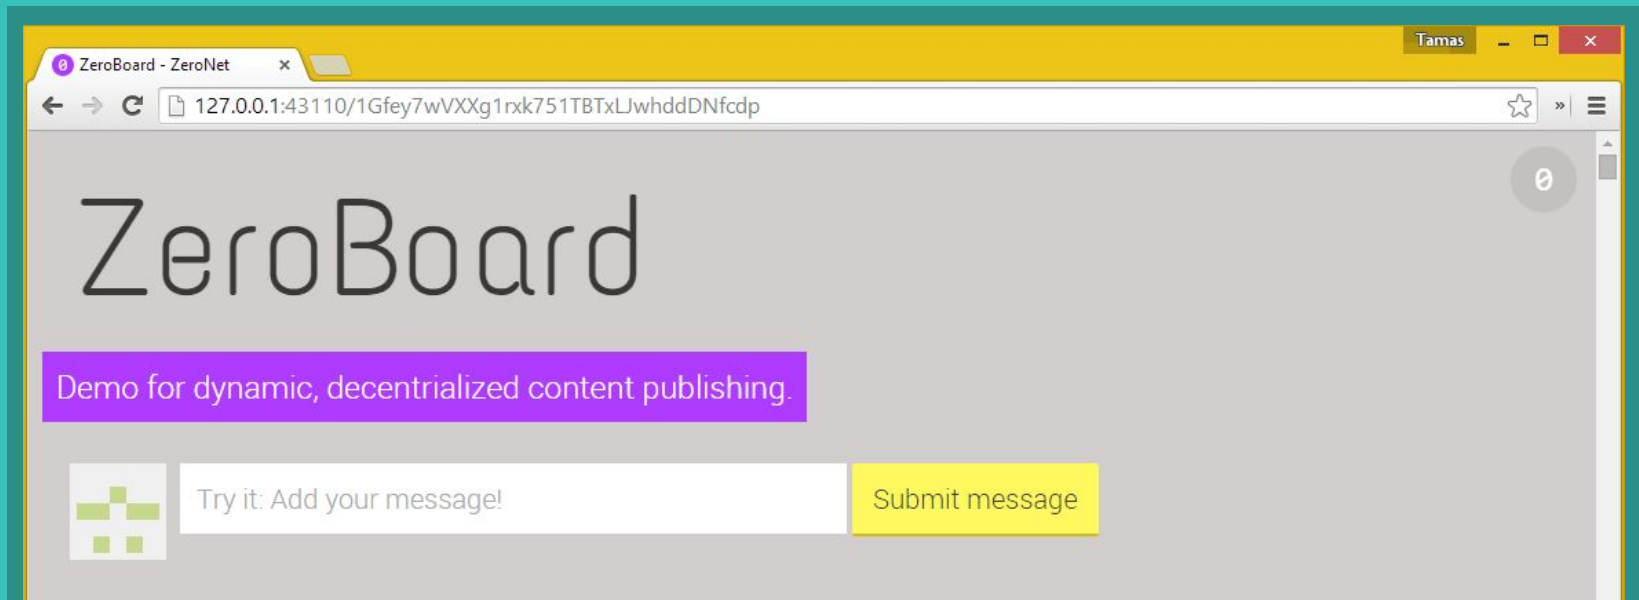 Tamas
ZeroBoard - ZeroNet
127.0.0.1:43110/1Gfey7wVXXg1rxk751TBTxLJwhddDNfcdp
0
ZeroBoard
Demo for dynamic, decentrialized content publishing.
Try it: Add your message!
Submit message